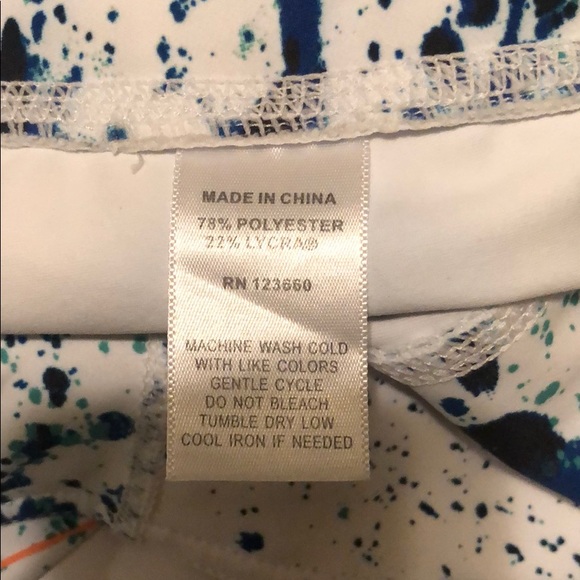 MADE IN CHINA
78% POLYESTER
22% LYCRA®
RN 123660
MACHINE WASH COLD
WITH LIKE COLORS
GENTLE CYCLE
DO NOT BLEACH
TUMBLE DRY LOW
COOL IRON IF NEEDED